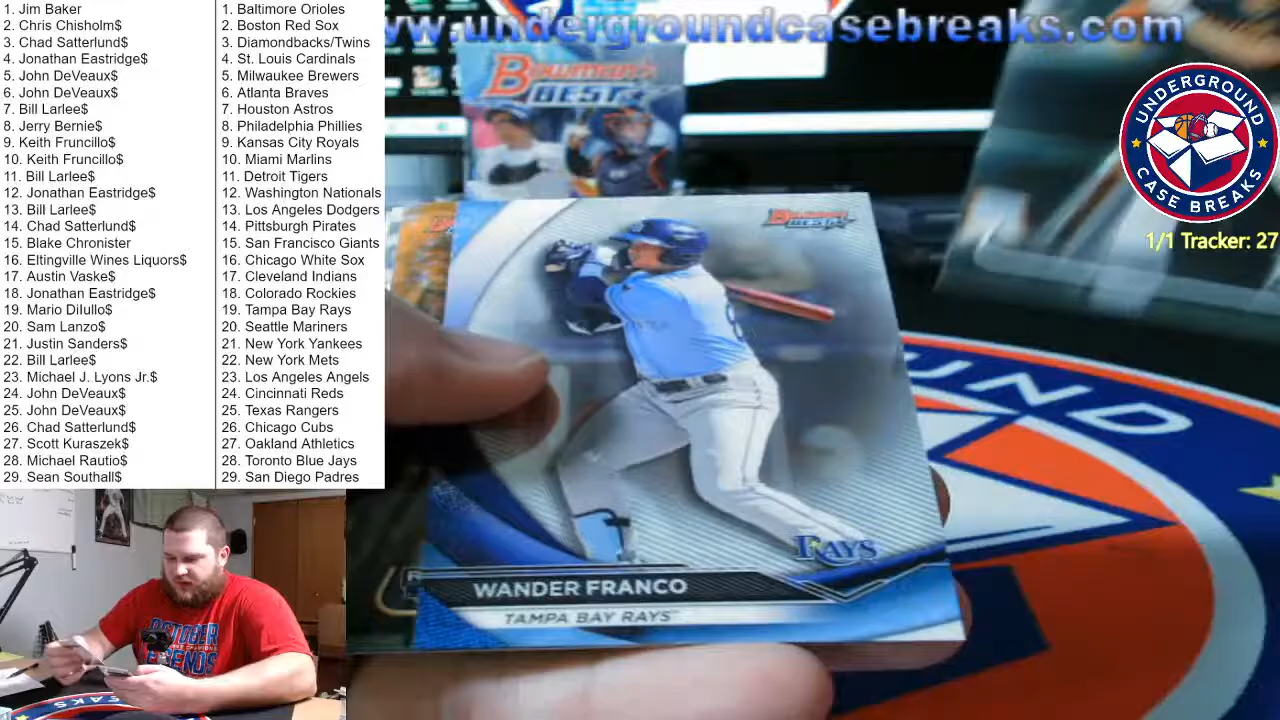 1. Jim Baker
2. Chris Chisholm$
3. Chad Satterlund$
4. Jonathan Eastridge$
5. John DeVeaux$
6. John DeVeaux$
7. Bill Larlee$
8. Jerry Bernie$
9. Keith Fruncillo$
10. Keith Fruncillo$
11. Bill Larlee$
12. Jonathan Eastridge$
13. Bill Larlee$
14. Chad Satterlund$
15. Blake Chronister
16. Eltingville Wines Liquors$
17. Austin Vaske$
18. Jonathan Eastridge$
19. Mario Dilullo$
20. Sam Lanzo$
21. Justin Sanders$
22. Bill Larlee$
23. Michael J. Lyons Jr.$
24. John DeVeaux$
25. John DeVeaux$
26. Chad Satterlund$
27. Scott Kuraszek$
28. Michael Rautio$
29. Sean Southall$
1. Baltimore Orioles
2. Boston Red Sox
3. Diamondbacks/Twins
4. St. Louis Cardinals
5. Milwaukee Brewers
6. Atlanta Braves
7. Houston Astros
8. Philadelphia Phillies
9. Kansas City Royals
10. Miami Marlins
11. Detroit Tigers
12. Washington Nationals
13. Los Angeles Dodgers
14. Pittsburgh Pirates
15. San Francisco Giants
16. Chicago White Sox
17. Cleveland Indians
18. Colorado Rockies
19. Tampa Bay Rays
20. Seattle Mariners
21. New York Yankees
22. New York Mets
23. Los Angeles Angels
24. Cincinnati Reds
25. Texas Rangers
26. Chicago Cubs
27. Oakland Athletics
28. Toronto Blue Jays
29. San Diego Padres
w.undergroundcasebreaks.com
BOWMAN'S
BEST
BOWMAN'S
BEST
UNDERGROUND
CASE BREAKS
1/1 Tracker: 27
RAYS
WANDER FRANCO
TAMPA BAY RAYS
UND
OCTOBER
LEGENDS